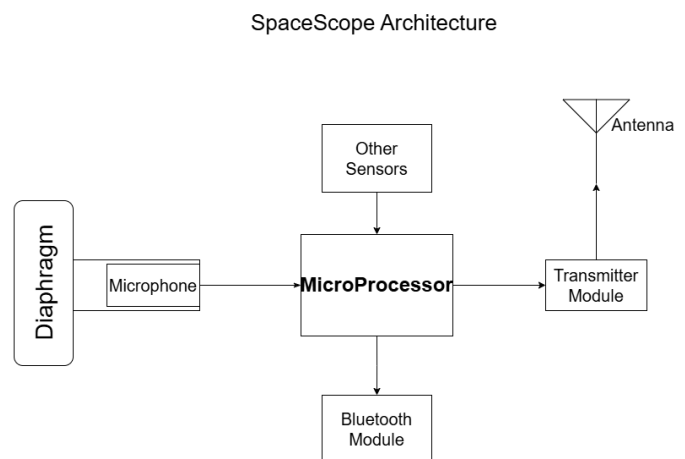 SpaceScope Architecture
Antenna
Other
Sensors
Diaphragm
Microphone
MicroProcessor
Transmitter
Module
Bluetooth
Module